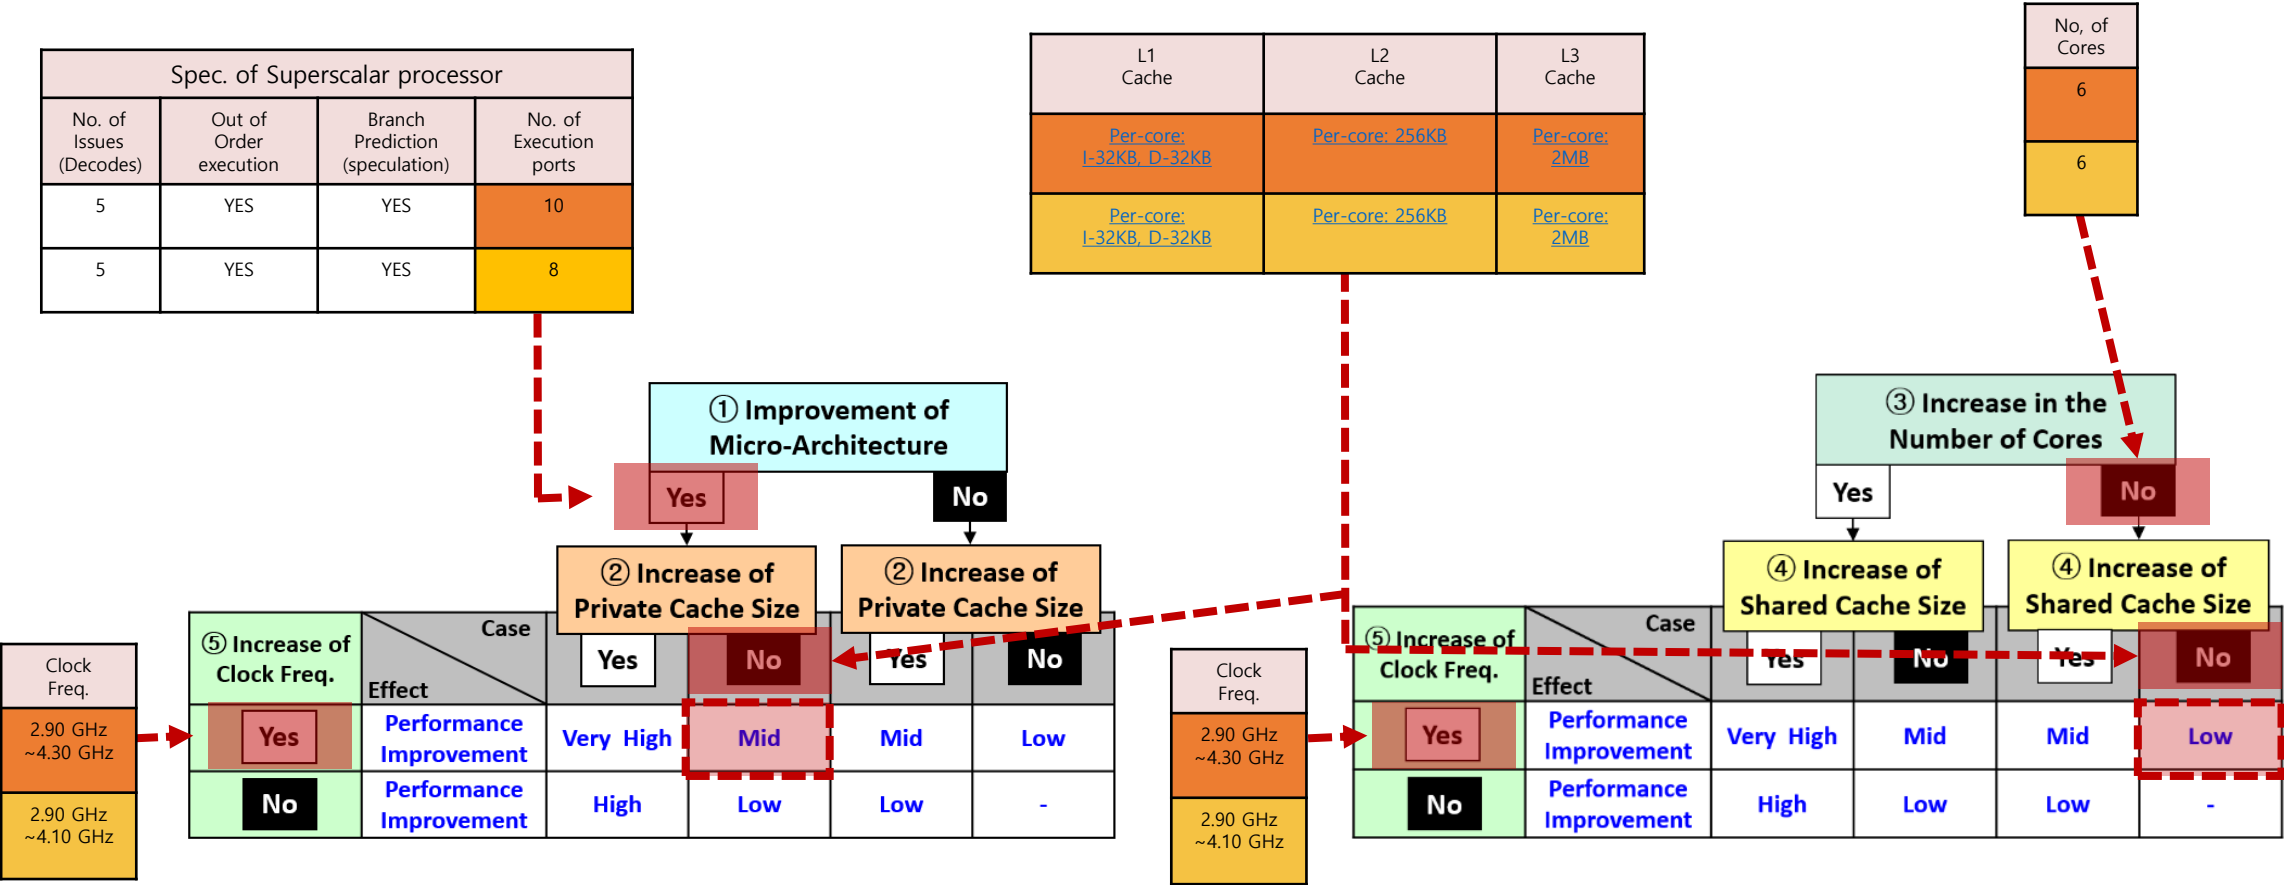 Spec. of Superscalar processor
No. of
Issues
(Decodes)
Out of
Order
execution
Branch
Prediction
(speculation)
No. of
Execution
ports
5
YES
YES
10
5
YES
YES
8
L1
Cache
L2
Cache
L3
Cache
Per-core:
I-32KB, D-32KB
Per-core: 256KB
Per-core:
2MB
Per-core:
I-32KB, D-32KB
Per-core: 256KB
Per-core:
2MB
No, of
Cores
6
6
① Improvement of
Micro-Architecture
Yes
No
② Increase of
Private Cache Size
② Increase of
Private Cache Size
⑤ Increase of
Clock Freq.
Case
Effect
Yes
No
Yes
No
Yes
Performance
Improvement
Very High
Mid
Mid
Low
No
Performance
Improvement
High
Low
Low
-
Clock
Freq.
2.90 GHz
~4.30 GHz
2.90 GHz
~4.10 GHz
③ Increase in the
Number of Cores
Yes
No
④ Increase of
Shared Cache Size
④ Increase of
Shared Cache Size
⑤ Increase of
Clock Freq.
Case
Effect
Yes
No
Yes
No
Yes
Performance
Improvement
Very High
Mid
Mid
Low
No
Performance
Improvement
High
Low
Low
-
Clock
Freq.
2.90 GHz
~4.30 GHz
2.90 GHz
~4.10 GHz